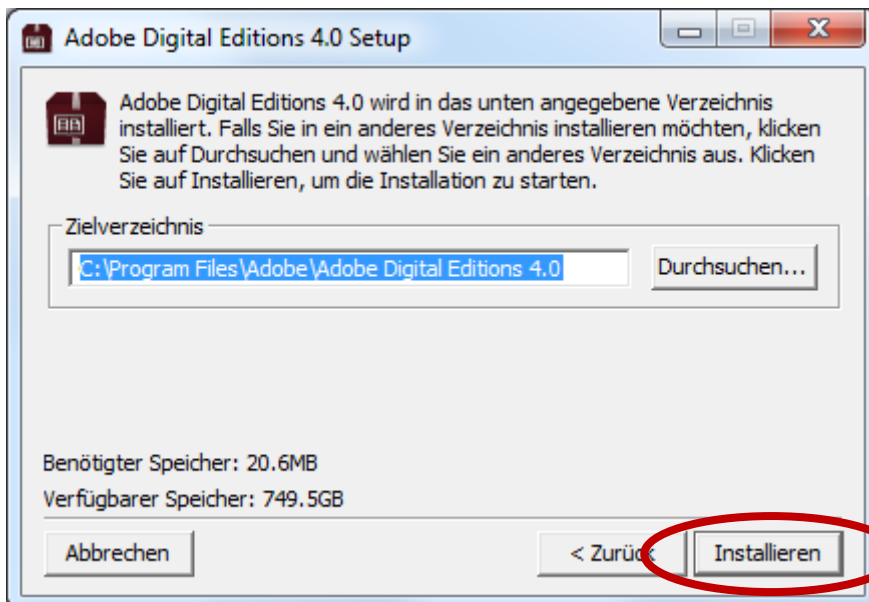 Adobe Digital Editions 4.0 Setup
Adobe Digital Editions 4.0 wird in das unten angegebene Verzeichnis
installiert. Falls Sie in ein anderes Verzeichnis installieren möchten, klicken
Sie auf Durchsuchen und wählen Sie ein anderes Verzeichnis aus. Klicken
Sie auf Installieren, um die Installation zu starten.
Zielverzeichnis
C:\Program Files\Adobe\Adobe Digital Editions 4.0
Durchsuchen...
Benötigter Speicher: 20.6MB
Verfügbarer Speicher: 749.5GB
Abbrechen
< Zurück
Installieren